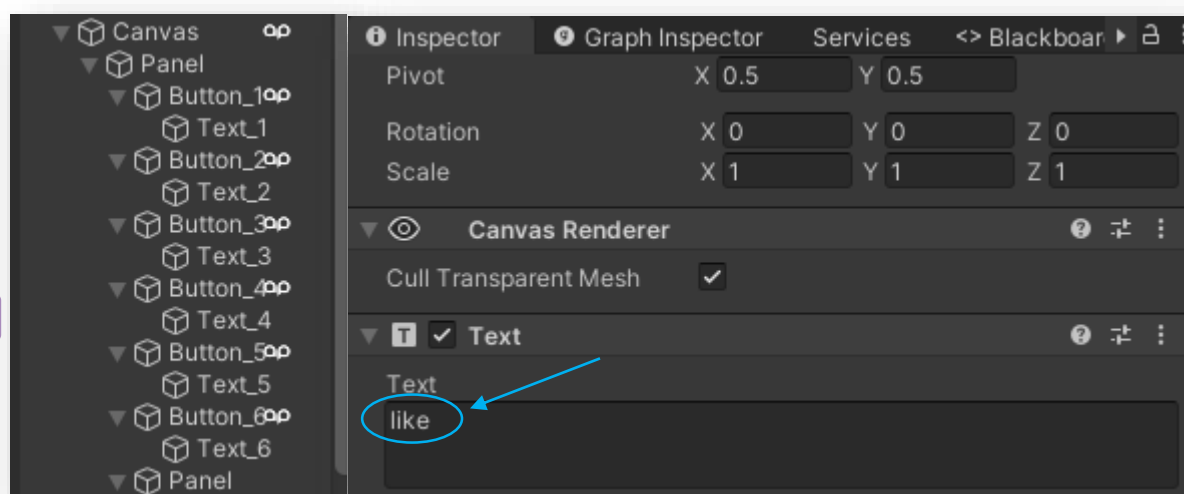 Canvas
Panel
Button_1
Text_1
Button_2
Text_2
Button_3
Text_3
Button_4
Text_4
Button_5
Text_5
Button_6
Text_6
Panel
Inspector Graph Inspector Services <> Blackboar
Pivot X 0.5 Y 0.5
Rotation X 0 Y 0 Z 0
Scale X 1 Y 1 Z 1
Canvas Renderer
Cull Transparent Mesh
T Text
Text
like